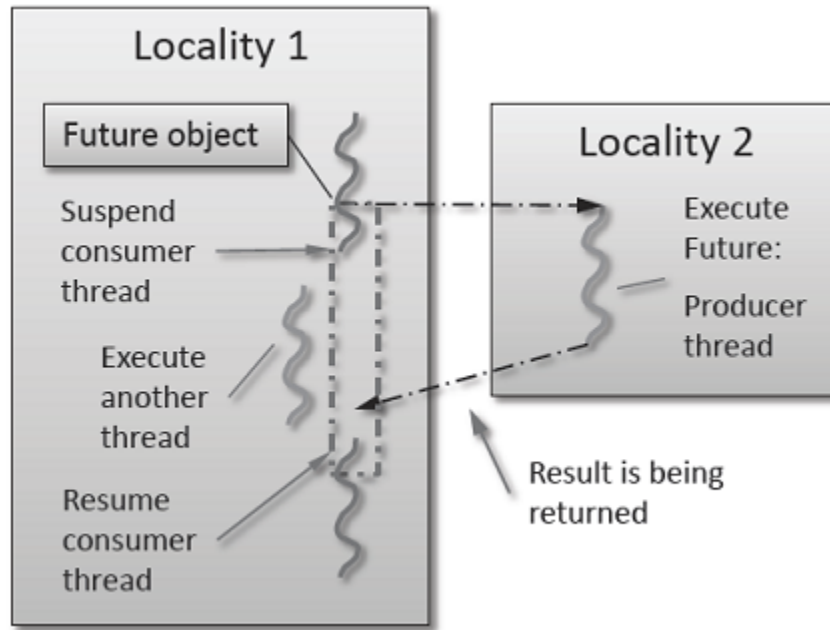 Locality 1
Future object
Suspend
consumer
thread
Execute
another
thread
Resume
consumer
thread
Locality 2
Execute
Future:
Producer
thread
Result is being
returned